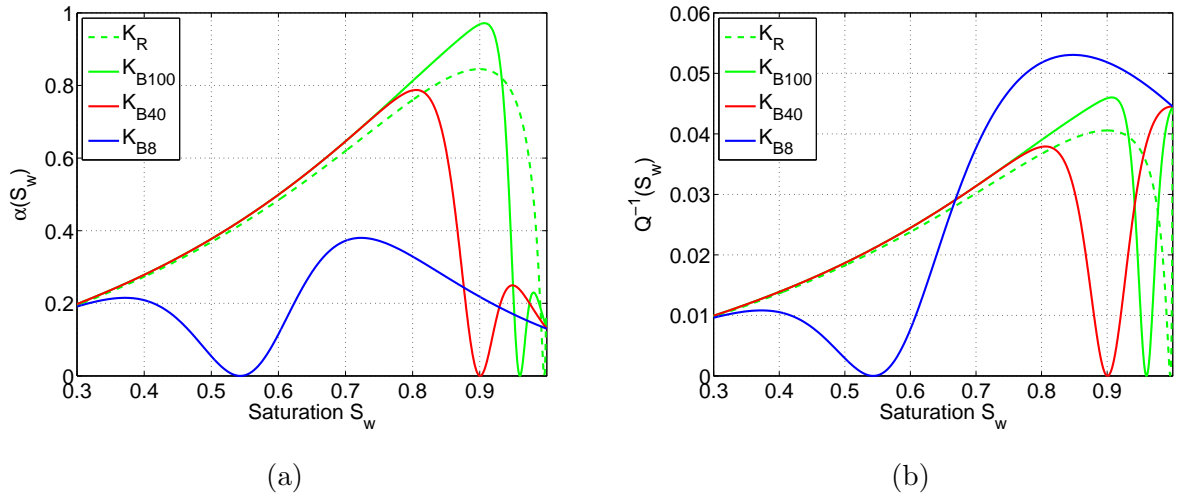 K_R
K_B100
K_B40
K_B8
1
0.8
0.6
0.4
0.2
0
α(S_w)
0.3 0.4 0.5 0.6 0.7 0.8 0.9
Saturation S_w
(a)
K_R
K_B100
K_B40
K_B8
0.06
0.05
0.04
0.03
0.02
0.01
0
Q^-1(S_w)
0.3 0.4 0.5 0.6 0.7 0.8 0.9
Saturation S_w
(b)